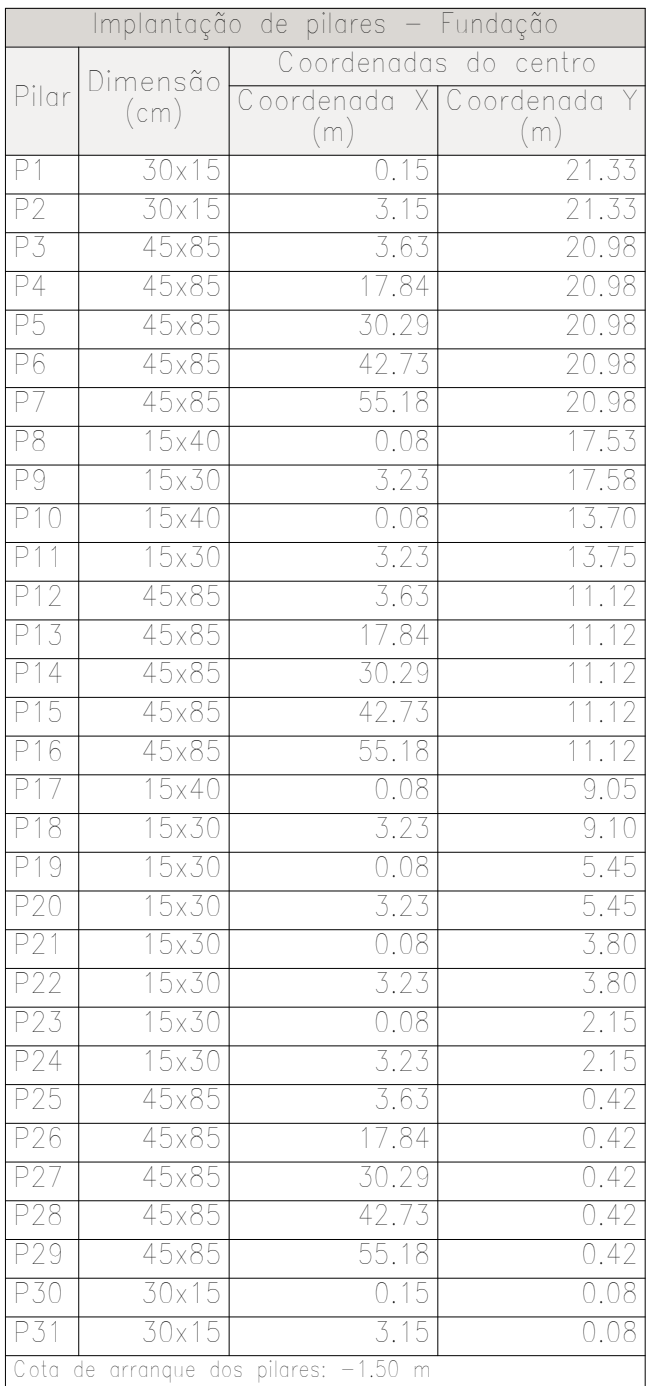 Implantação de pilares – Fundação
Pilar Dimensão (cm) Coordenadas do centro
Coordenada X (m) Coordenada Y (m)
P1 30x15 0.15 21.33
P2 30x15 3.15 21.33
P3 45x85 3.63 20.98
P4 45x85 17.84 20.98
P5 45x85 30.29 20.98
P6 45x85 42.73 20.98
P7 45x85 55.18 20.98
P8 15x40 0.08 17.53
P9 15x30 3.23 17.58
P10 15x40 0.08 13.70
P11 15x30 3.23 13.75
P12 45x85 3.63 11.12
P13 45x85 17.84 11.12
P14 45x85 30.29 11.12
P15 45x85 42.73 11.12
P16 45x85 55.18 11.12
P17 15x40 0.08 9.05
P18 15x30 3.23 9.10
P19 15x30 0.08 5.45
P20 15x30 3.23 5.45
P21 15x30 0.08 3.80
P22 15x30 3.23 3.80
P23 15x30 0.08 2.15
P24 15x30 3.23 2.15
P25 45x85 3.63 0.42
P26 45x85 17.84 0.42
P27 45x85 30.29 0.42
P28 45x85 42.73 0.42
P29 45x85 55.18 0.42
P30 30x15 0.15 0.08
P31 30x15 3.15 0.08
Cota de arranque dos pilares: −1.50 m